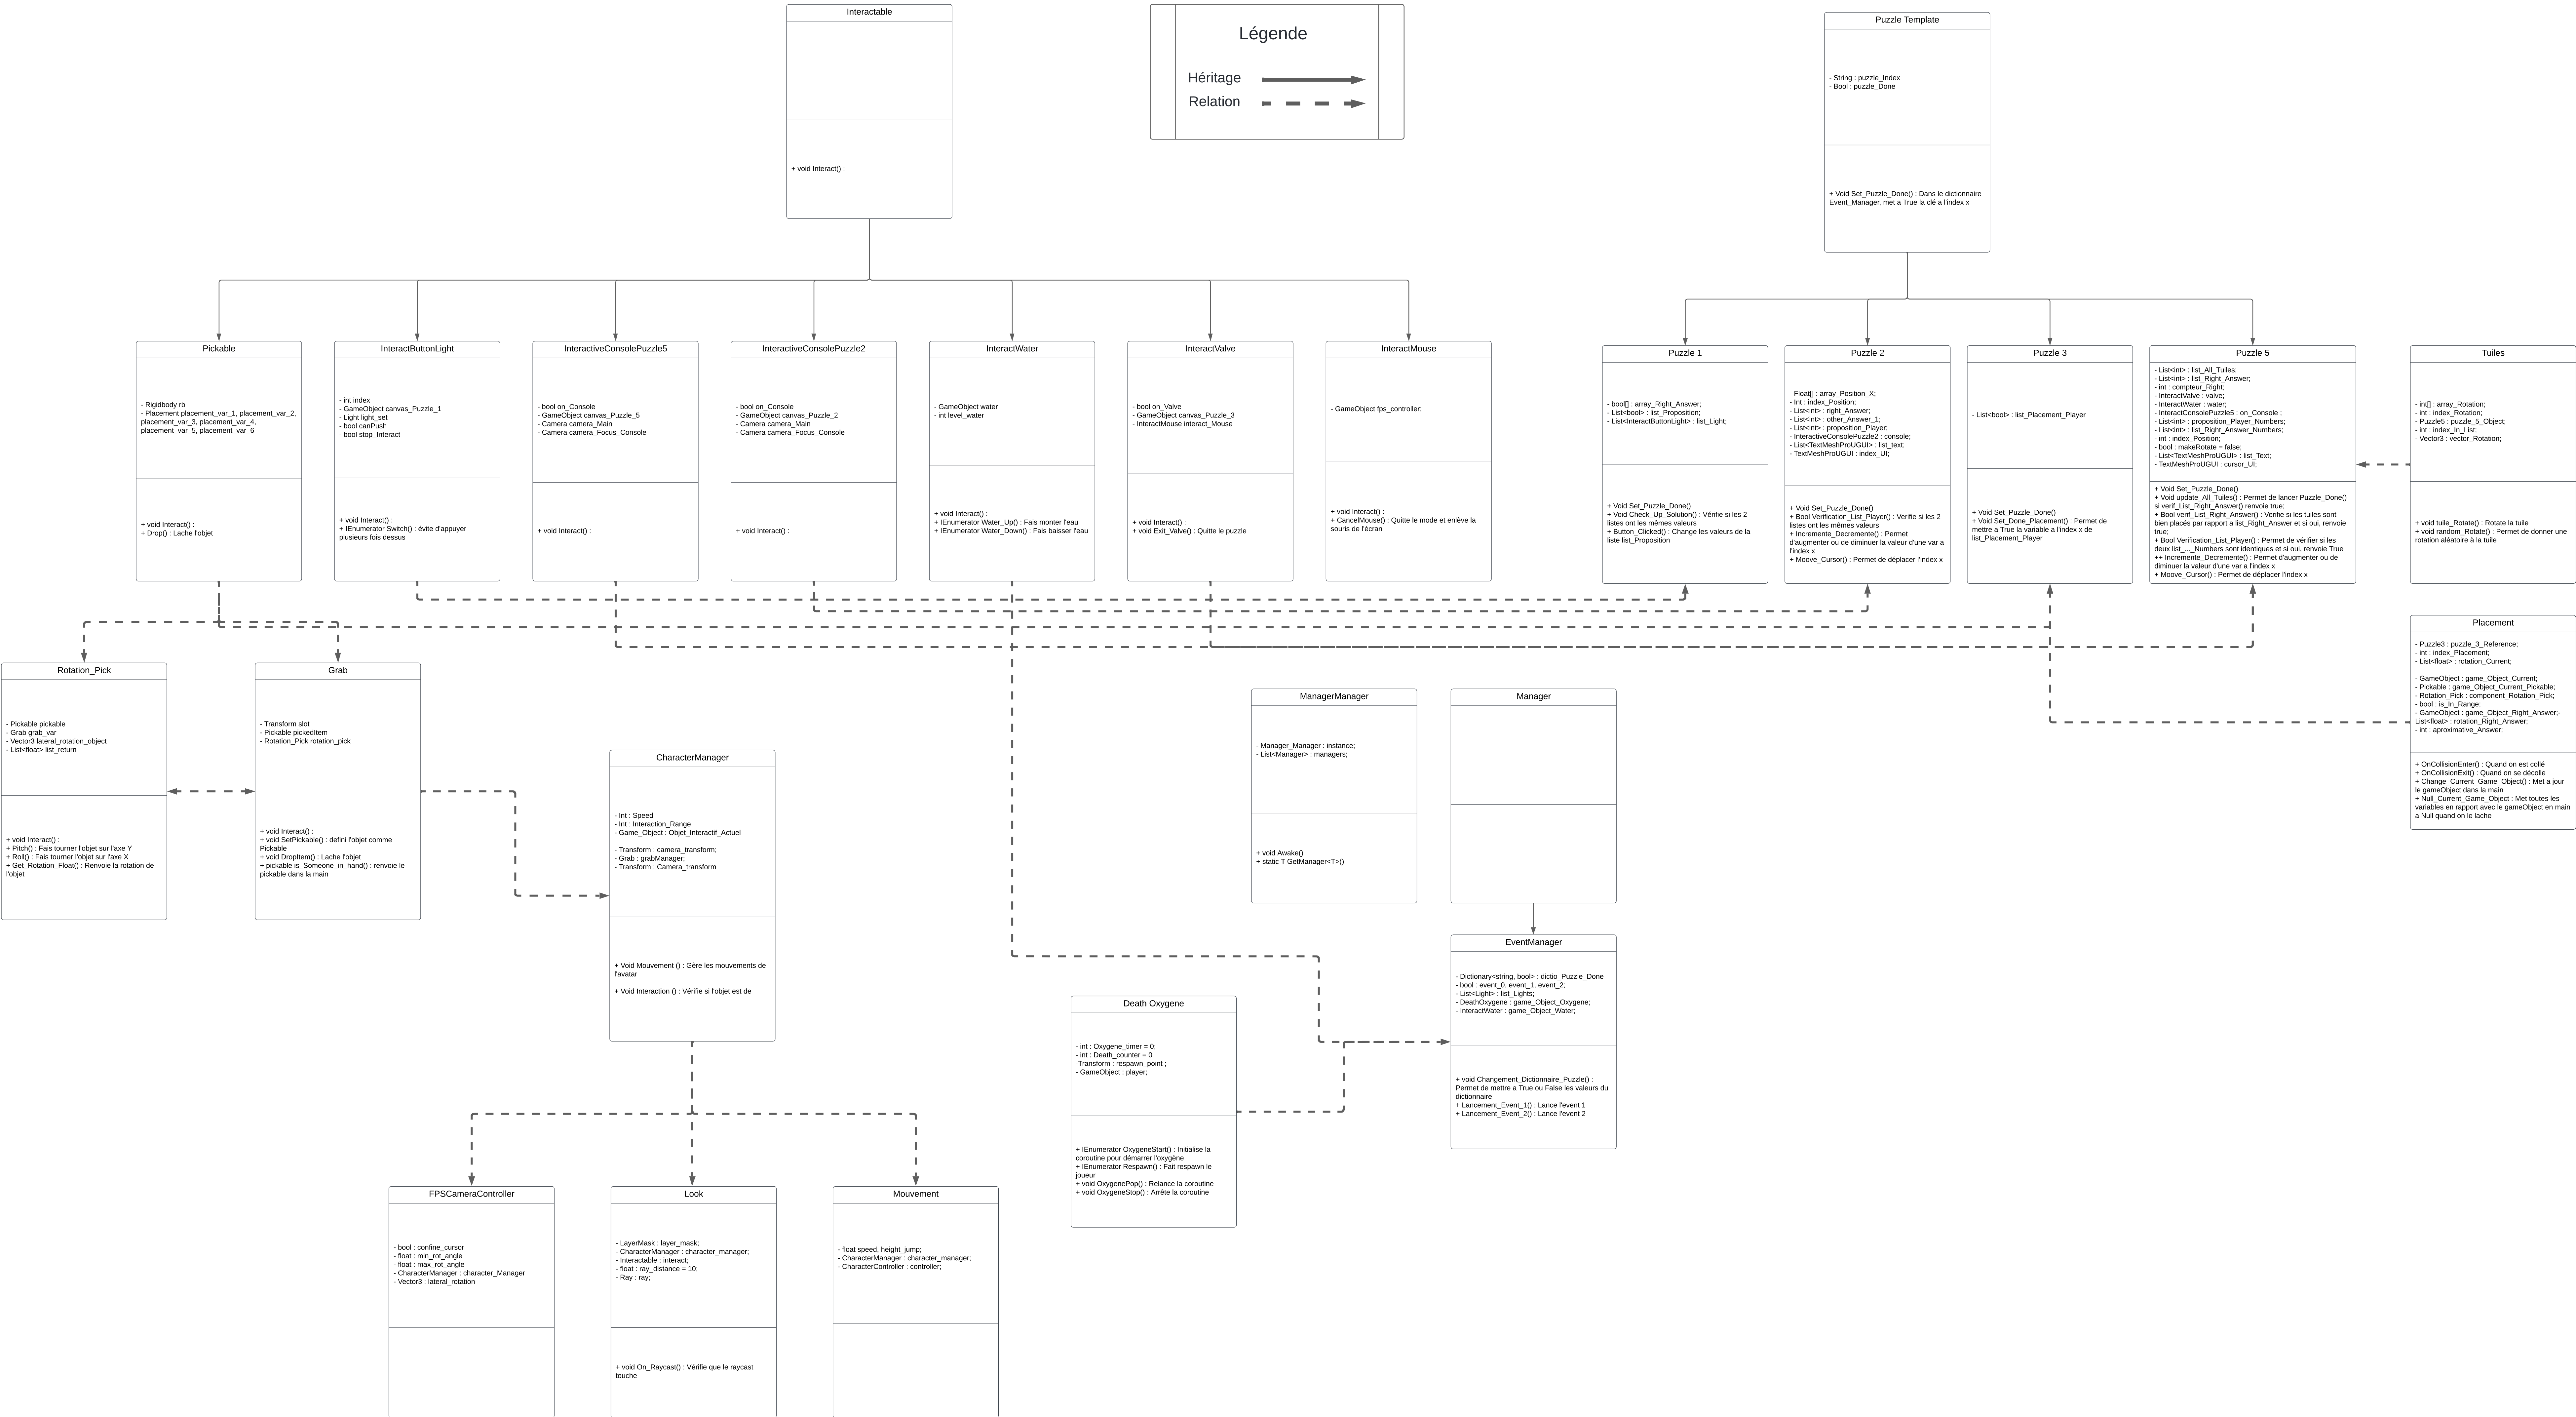 Interactable
+ void Interact() :
Légende
Héritage
Relation
Puzzle Template
- String : puzzle_Index
- Bool : puzzle_Done
+ Void Set_Puzzle_Done() : Dans le dictionnaire
Event_Manager, met a True la clé a l'index x
Pickable
- Rigidbody rb
- Placement placement_var_1, placement_var_2,
placement_var_3, placement_var_4,
placement_var_5, placement_var_6
+ void Interact() :
+ Drop() : Lache l'objet
InteractButtonLight
- int index
- GameObject canvas_Puzzle_1
- Light light_set
- bool canPush
- bool stop_Interact
+ void Interact() :
+ IEnumerator Switch() : évite d'appuyer
plusieurs fois dessus
InteractiveConsolePuzzle5
- bool on_Console
- GameObject canvas_Puzzle_5
- Camera camera_Main
- Camera camera_Focus_Console
+ void Interact() :
InteractiveConsolePuzzle2
- bool on_Console
- GameObject canvas_Puzzle_2
- Camera camera_Main
- Camera camera_Focus_Console
+ void Interact() :
InteractWater
- GameObject water
- int level_water
+ void Interact() :
+ IEnumerator Water_Up() : Fais monter l'eau
+ IEnumerator Water_Down() : Fais baisser l'eau
InteractValve
- bool on_Valve
- GameObject canvas_Puzzle_3
- InteractMouse interact_Mouse
+ void Interact() :
+ void Exit_Valve() : Quitte le puzzle
InteractMouse
- GameObject fps_controller;
+ void Interact() :
+ CancelMouse() : Quitte le mode et enlève la
souris de l'écran
Puzzle 1
- bool[] : array_Right_Answer;
- List<bool> : list_Proposition;
- List<InteractButtonLight> : list_Light;
+ Void Set_Puzzle_Done()
+ Void Check_Up_Solution() : Vérifie si les 2
listes ont les mêmes valeurs
+ Button_Clicked() : Change les valeurs de la
liste list_Proposition
Puzzle 2
- Float[] : array_Position_X;
- Int : index_Position;
- List<int> : right_Answer;
- List<int> : other_Answer_1;
- List<int> : proposition_Player;
- InteractiveConsolePuzzle2 : console;
- List<TextMeshProUGUI> : list_text;
- TextMeshProUGUI : index_UI;
+ Void Set_Puzzle_Done()
+ Bool Verification_List_Player() : Verifie si les 2
listes ont les mêmes valeurs
+ Incremente_Decremente() : Permet
d'augmenter ou de diminuer la valeur d'une var a
l'index x
+ Moove_Cursor() : Permet de déplacer l'index x
Puzzle 3
- List<bool> : list_Placement_Player
+ Void Set_Puzzle_Done()
+ Void Set_Done_Placement() : Permet de
mettre a True la variable a l'index x de
list_Placement_Player
Puzzle 5
- List<int> : list_All_Tuiles;
- List<int> : list_Right_Answer;
- int : compteur_Right;
- InteractValve : valve;
- InteractWater : water;
- InteractConsolePuzzle5 : on_Console ;
- List<int> : proposition_Player_Numbers;
- List<int> : list_Right_Answer_Numbers;
- int : index_Position;
- bool : makeRotate = false;
- List<TextMeshProUGUI> : list_Text;
- TextMeshProUGUI : cursor_UI;
+ Void Set_Puzzle_Done()
+ Void update_All_Tuiles() : Permet de lancer Puzzle_Done()
si verif_List_Right_Answer() renvoie true;
+ Bool verif_List_Right_Answer() : Verifie si les tuiles sont
bien placés par rapport a list_Right_Answer et si oui, renvoie
true;
+ Bool Verification_List_Player() : Permet de vérifier si les
deux list_..._Numbers sont identiques et si oui, renvoie True
++ Incremente_Decremente() : Permet d'augmenter ou de
diminuer la valeur d'une var a l'index x
+ Moove_Cursor() : Permet de déplacer l'index x
Tuiles
- int[] : array_Rotation;
- int : index_Rotation;
- Puzzle5 : puzzle_5_Object;
- int : index_In_List;
- Vector3 : vector_Rotation;
+ void tuile_Rotate() : Rotate la tuile
+ void random_Rotate() : Permet de donner une
rotation aléatoire à la tuile
Placement
- Puzzle3 : puzzle_3_Reference;
- int : index_Placement;
- List<float> : rotation_Current;
- GameObject : game_Object_Current;
- Pickable : game_Object_Current_Pickable;
- Rotation_Pick : component_Rotation_Pick;
- bool : is_In_Range;
- GameObject : game_Object_Right_Answer;-
List<float> : rotation_Right_Answer;
- int : aproximative_Answer;
+ OnCollisionEnter() : Quand on est collé
+ OnCollisionExit() : Quand on se décolle
+ Change_Current_Game_Object() : Met a jour
le gameObject dans la main
+ Null_Current_Game_Object : Met toutes les
variables en rapport avec le gameObject en main
a Null quand on le lache
Rotation_Pick
- Pickable pickable
- Grab grab_var
- Vector3 lateral_rotation_object
- List<float> list_return
+ void Interact() :
+ Pitch() : Fais tourner l'objet sur l'axe Y
+ Roll() : Fais tourner l'objet sur l'axe X
+ Get_Rotation_Float() : Renvoie la rotation de
l'objet
Grab
- Transform slot
- Pickable pickedItem
- Rotation_Pick rotation_pick
+ void Interact() :
+ void SetPickable() : defini l'objet comme
Pickable
+ void DropItem() : Lache l'objet
+ pickable is_Someone_in_hand() : renvoie le
pickable dans la main
CharacterManager
- Int : Speed
- Int : Interaction_Range
- Game_Object : Objet_Interactif_Actuel
- Transform : camera_transform;
- Grab : grabManager;
- Transform : Camera_transform
+ Void Mouvement () : Gère les mouvements de
l'avatar
+ Void Interaction () : Vérifie si l'objet est de
ManagerManager
- Manager_Manager : instance;
- List<Manager> : managers;
+ void Awake()
+ static T GetManager<T>()
Manager
EventManager
- Dictionary<string, bool> : dictio_Puzzle_Done
- bool : event_0, event_1, event_2;
- List<Light> : list_Lights;
- DeathOxygene : game_Object_Oxygene;
- InteractWater : game_Object_Water;
+ void Changement_Dictionnaire_Puzzle() :
Permet de mettre a True ou False les valeurs du
dictionnaire
+ Lancement_Event_1() : Lance l'event 1
+ Lancement_Event_2() : Lance l'event 2
Death Oxygene
- int : Oxygene_timer = 0;
- int : Death_counter = 0
-Transform : respawn_point ;
- GameObject : player;
+ IEnumerator OxygeneStart() : Initialise la
coroutine pour démarrer l'oxygéne
+ IEnumerator Respawn() : Fait respawn le
joueur
+ void OxygenePop() : Relance la coroutine
+ void OxygeneStop() : Arrête la coroutine
FPSCameraController
- bool : confine_cursor
- float : min_rot_angle
- float : max_rot_angle
- CharacterManager : character_Manager
- Vector3 : lateral_rotation
Look
- LayerMask : layer_mask;
- CharacterManager : character_manager;
- Interactable : interact;
- float : ray_distance = 10;
- Ray : ray;
+ void On_Raycast() : Vérifie que le raycast
touche
Mouvement
- float speed, height_jump;
- CharacterManager : character_manager;
- CharacterController : controller;